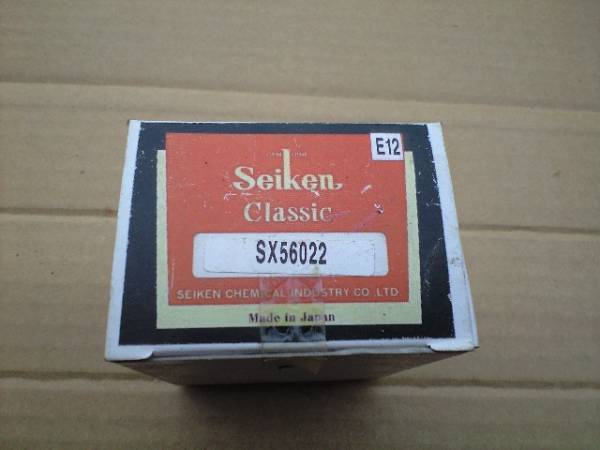 E12
Seiken
Classic
SX56022
SEIKEN CHEMICAL INDUSTRY CO.,LTD.
Made in Japan